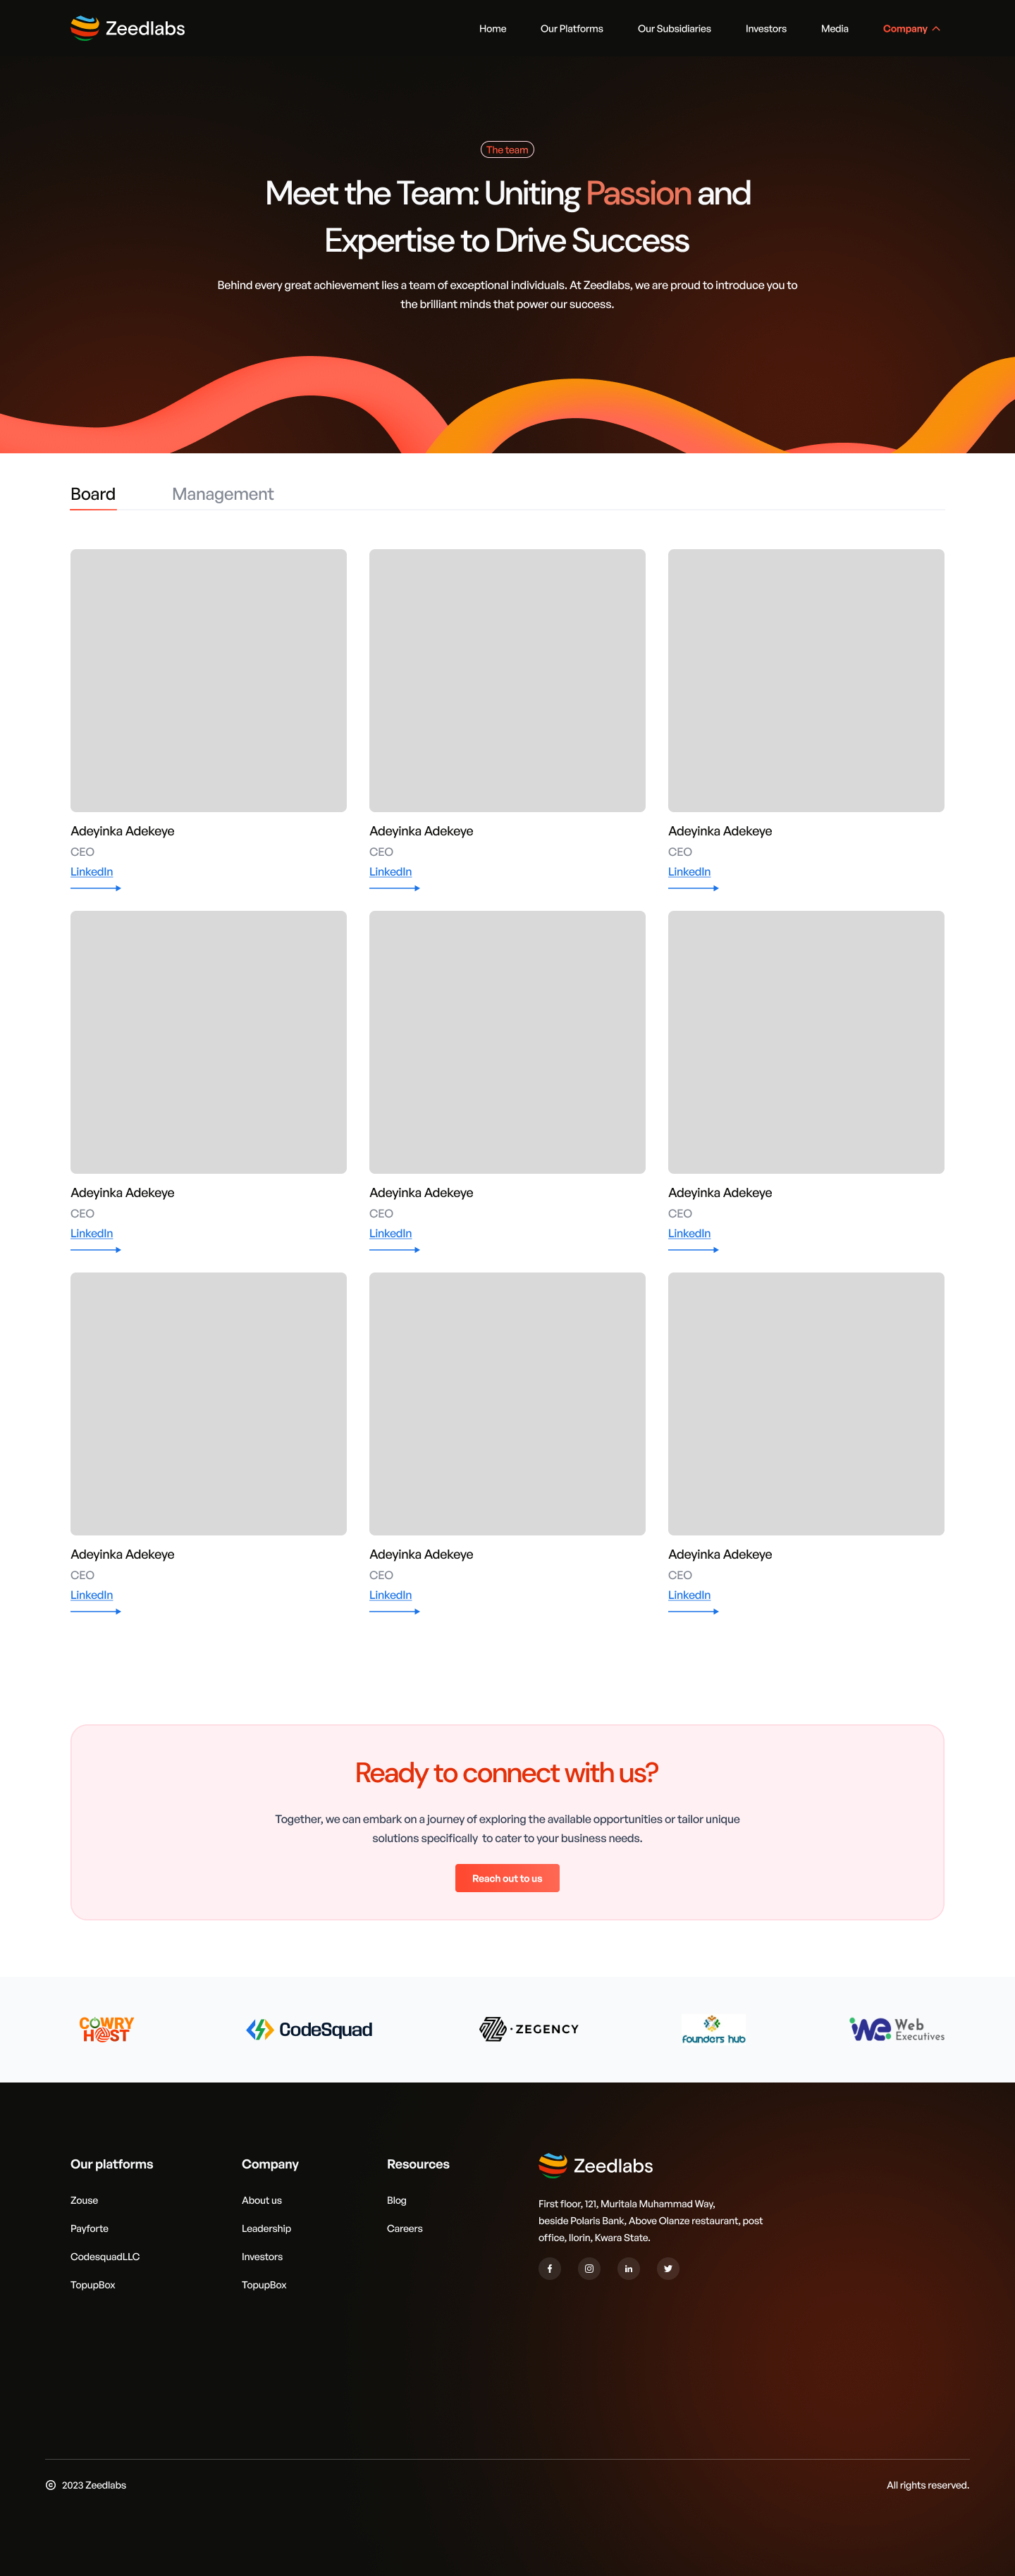 Zeedlabs
Home
Our Platforms
Our Subsidiaries
Investors
Media
Company
The team
Meet the Team: Uniting Passion and
Expertise to Drive Success
Behind every great achievement lies a team of exceptional individuals. At Zeedlabs, we are proud to introduce you to
the brilliant minds that power our success.
Board
Management
Adeyinka Adekeye
CEO
LinkedIn
Adeyinka Adekeye
CEO
LinkedIn
Adeyinka Adekeye
CEO
LinkedIn
Adeyinka Adekeye
CEO
LinkedIn
Adeyinka Adekeye
CEO
LinkedIn
Adeyinka Adekeye
CEO
LinkedIn
Adeyinka Adekeye
CEO
LinkedIn
Adeyinka Adekeye
CEO
LinkedIn
Adeyinka Adekeye
CEO
LinkedIn
Ready to connect with us?
Together, we can embark on a journey of exploring the available opportunities or tailor unique
solutions specifically to cater to your business needs.
Reach out to us
COWRY
HOST
CodeSquad
ZEGENCY
founders hub
we
Web
Executives
Our platforms
Zouse
Payforte
CodesquadLLC
TopupBox
Company
About us
Leadership
Investors
TopupBox
Resources
Blog
Careers
Zeedlabs
First floor, 121, Muritala Muhammad Way,
beside Polaris Bank, Above Olanze restaurant, post
office, Ilorin, Kwara State.
© 2023 Zeedlabs
All rights reserved.